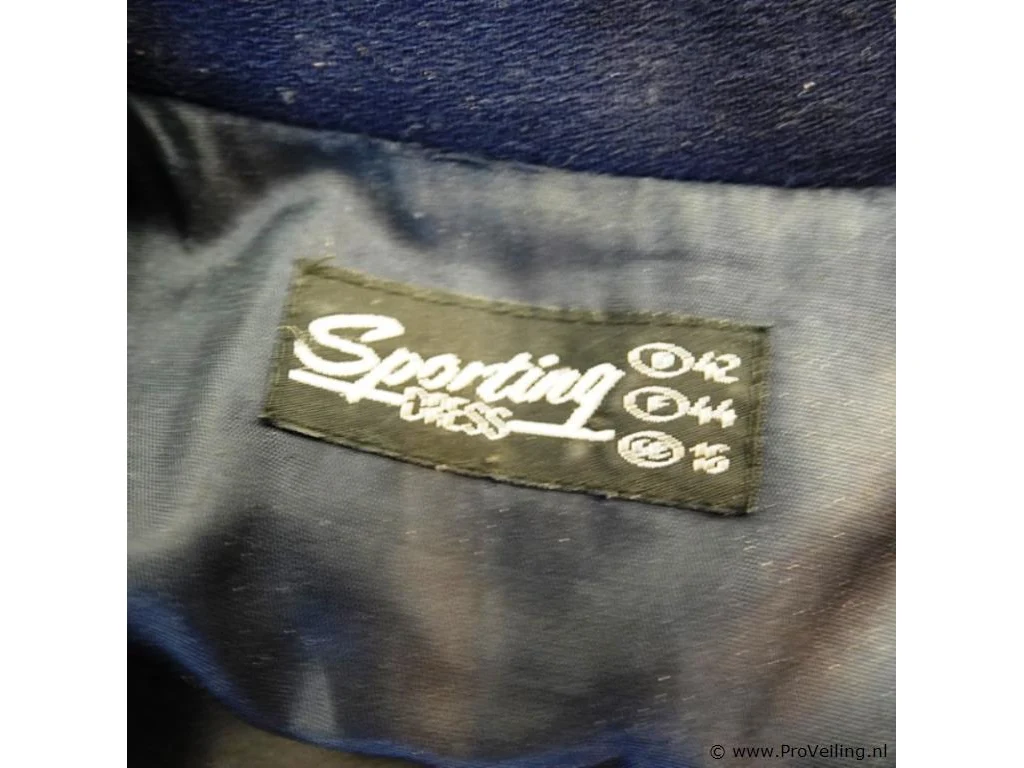 Sporting
DRESS
D 42
F 44
GB 16
© www.ProVeiling.nl